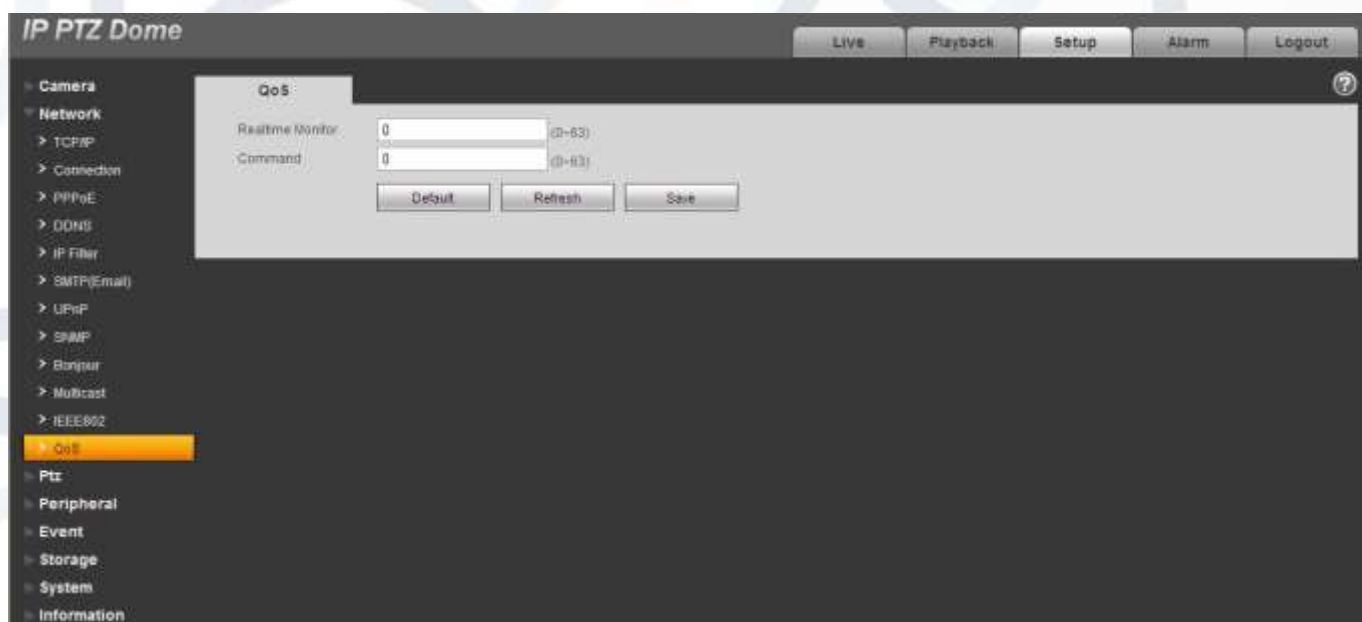 IP PTZ Dome
Live
Playback
Setup
Alarm
Logout
Camera
Network
> TCP/IP
> Connection
> PPPoE
> DDNS
> IP Filter
> SMTP(Email)
> UPnP
> SNMP
> Bonjour
> Multicast
> IEEE802
> QoS
Ptz
Peripheral
Event
Storage
System
Information
QoS
?
Realtime Monitor 0 (0~63)
Command 0 (0~63)
Default Refresh Save